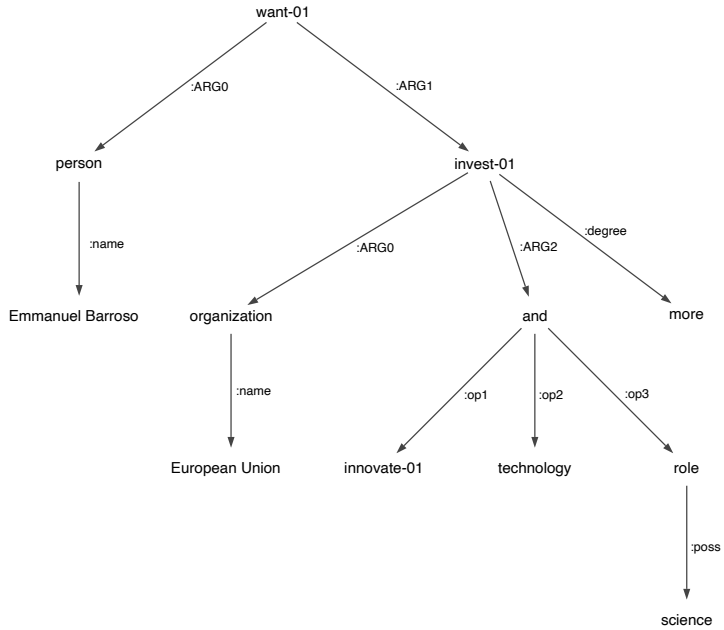 want-01
:ARG0
:ARG1
person
invest-01
:name
:ARG0
:ARG2
:degree
Emmanuel Barroso
organization
and
more
:name
:op1
:op2
:op3
European Union
innovate-01
technology
role
:poss
science